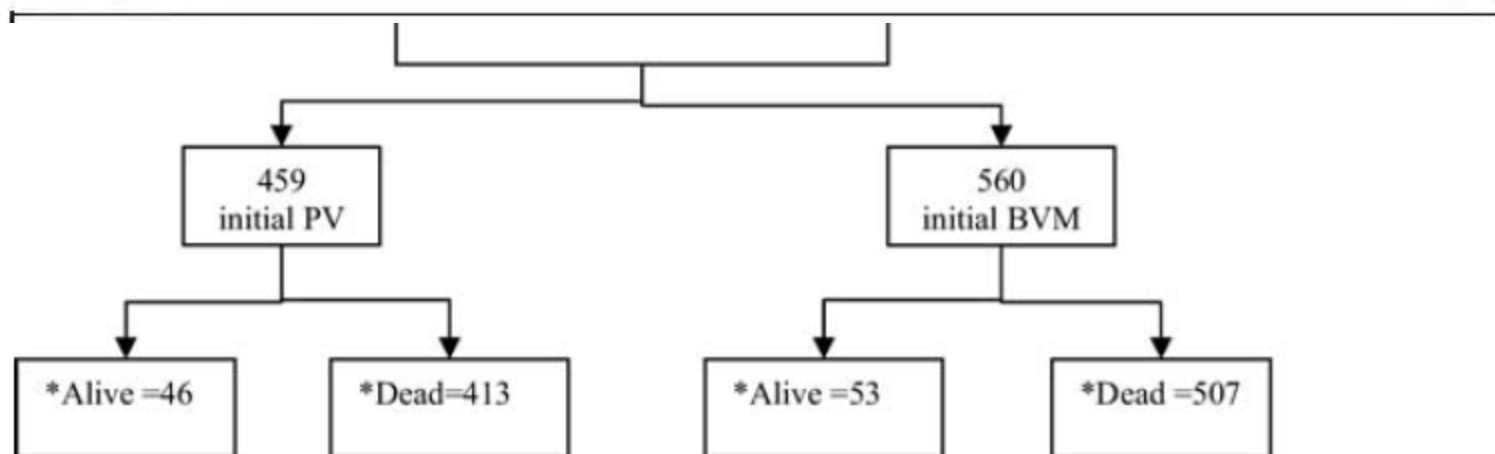 459
initial PV
560
initial BVM
*Alive =46
*Dead=413
*Alive =53
*Dead =507